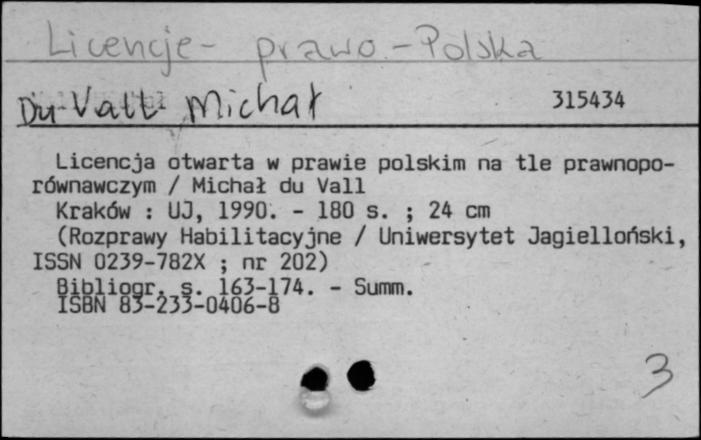 Licencje - prawo - Polska
Du Vall Michał
315434
Licencja otwarta w prawie polskim na tle prawnopo-
równawczym / Michał du Vall
Kraków : UJ, 1990. - 180 s. ; 24 cm
(Rozprawy Habilitacyjne / Uniwersytet Jagielloński,
ISSN 0239-782X ; nr 202)
Bibliogr. s. 163-174. - Summ.
ISBN 83-233-0406-8
3